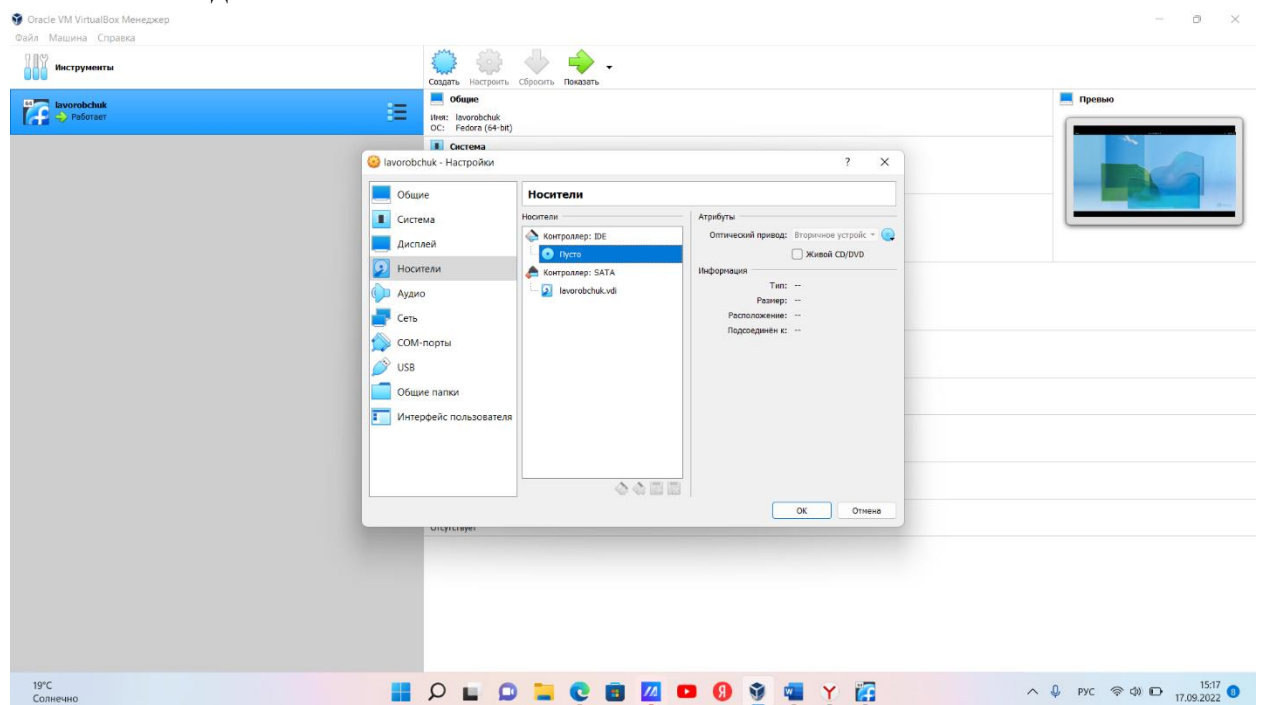 Oracle VM VirtualBox Менеджер
Файл Машина Справка
Инструменты
Создать Настроить Сбросить Показать
lavorobchuk
Работает
Общие
Имя: lavorobchuk
ОС: Fedora (64-bit)
Система
Превью
lavorobchuk - Настройки
Общие
Система
Дисплей
Носители
Аудио
Сеть
COM-порты
USB
Общие папки
Интерфейс пользователя
Носители
Носители
Контроллер: IDE
Пусто
Контроллер: SATA
lavorobchuk.vdi
Атрибуты
Оптический привод: Вторичное устройс
Живой CD/DVD
Информация
Тип: --
Размер: --
Расположение: --
Подсоединён к: --
OK Отмена
Отсутствует
19°C
Солнечно
РУС
15:17
17.09.2022
8